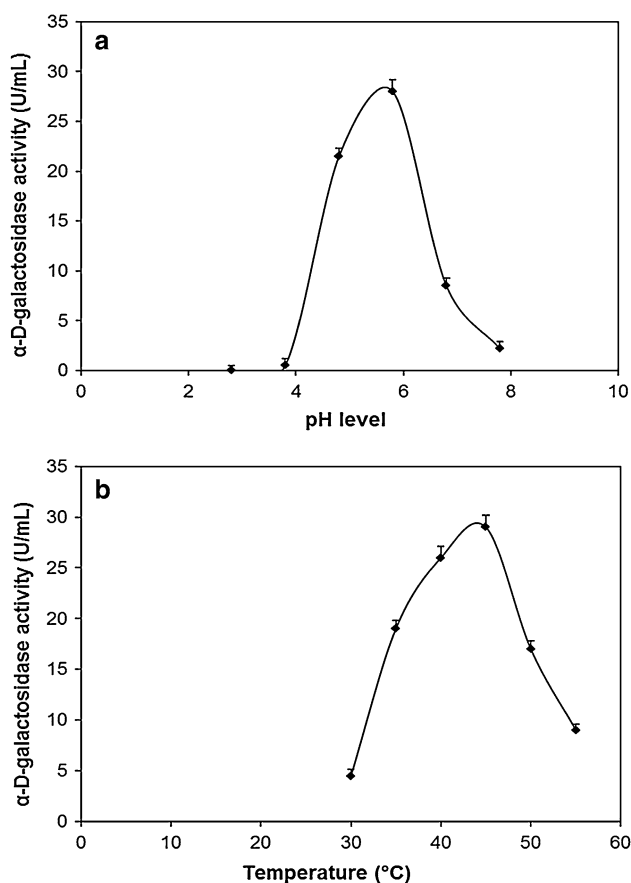 a
35
30
25
20
15
10
5
0
α-D-galactosidase activity (U/mL)
0 2 4 6 8 10
pH level
b
35
30
25
20
15
10
5
0
α-D-galactosidase activity (U/mL)
0 10 20 30 40 50 60
Temperature (°C)